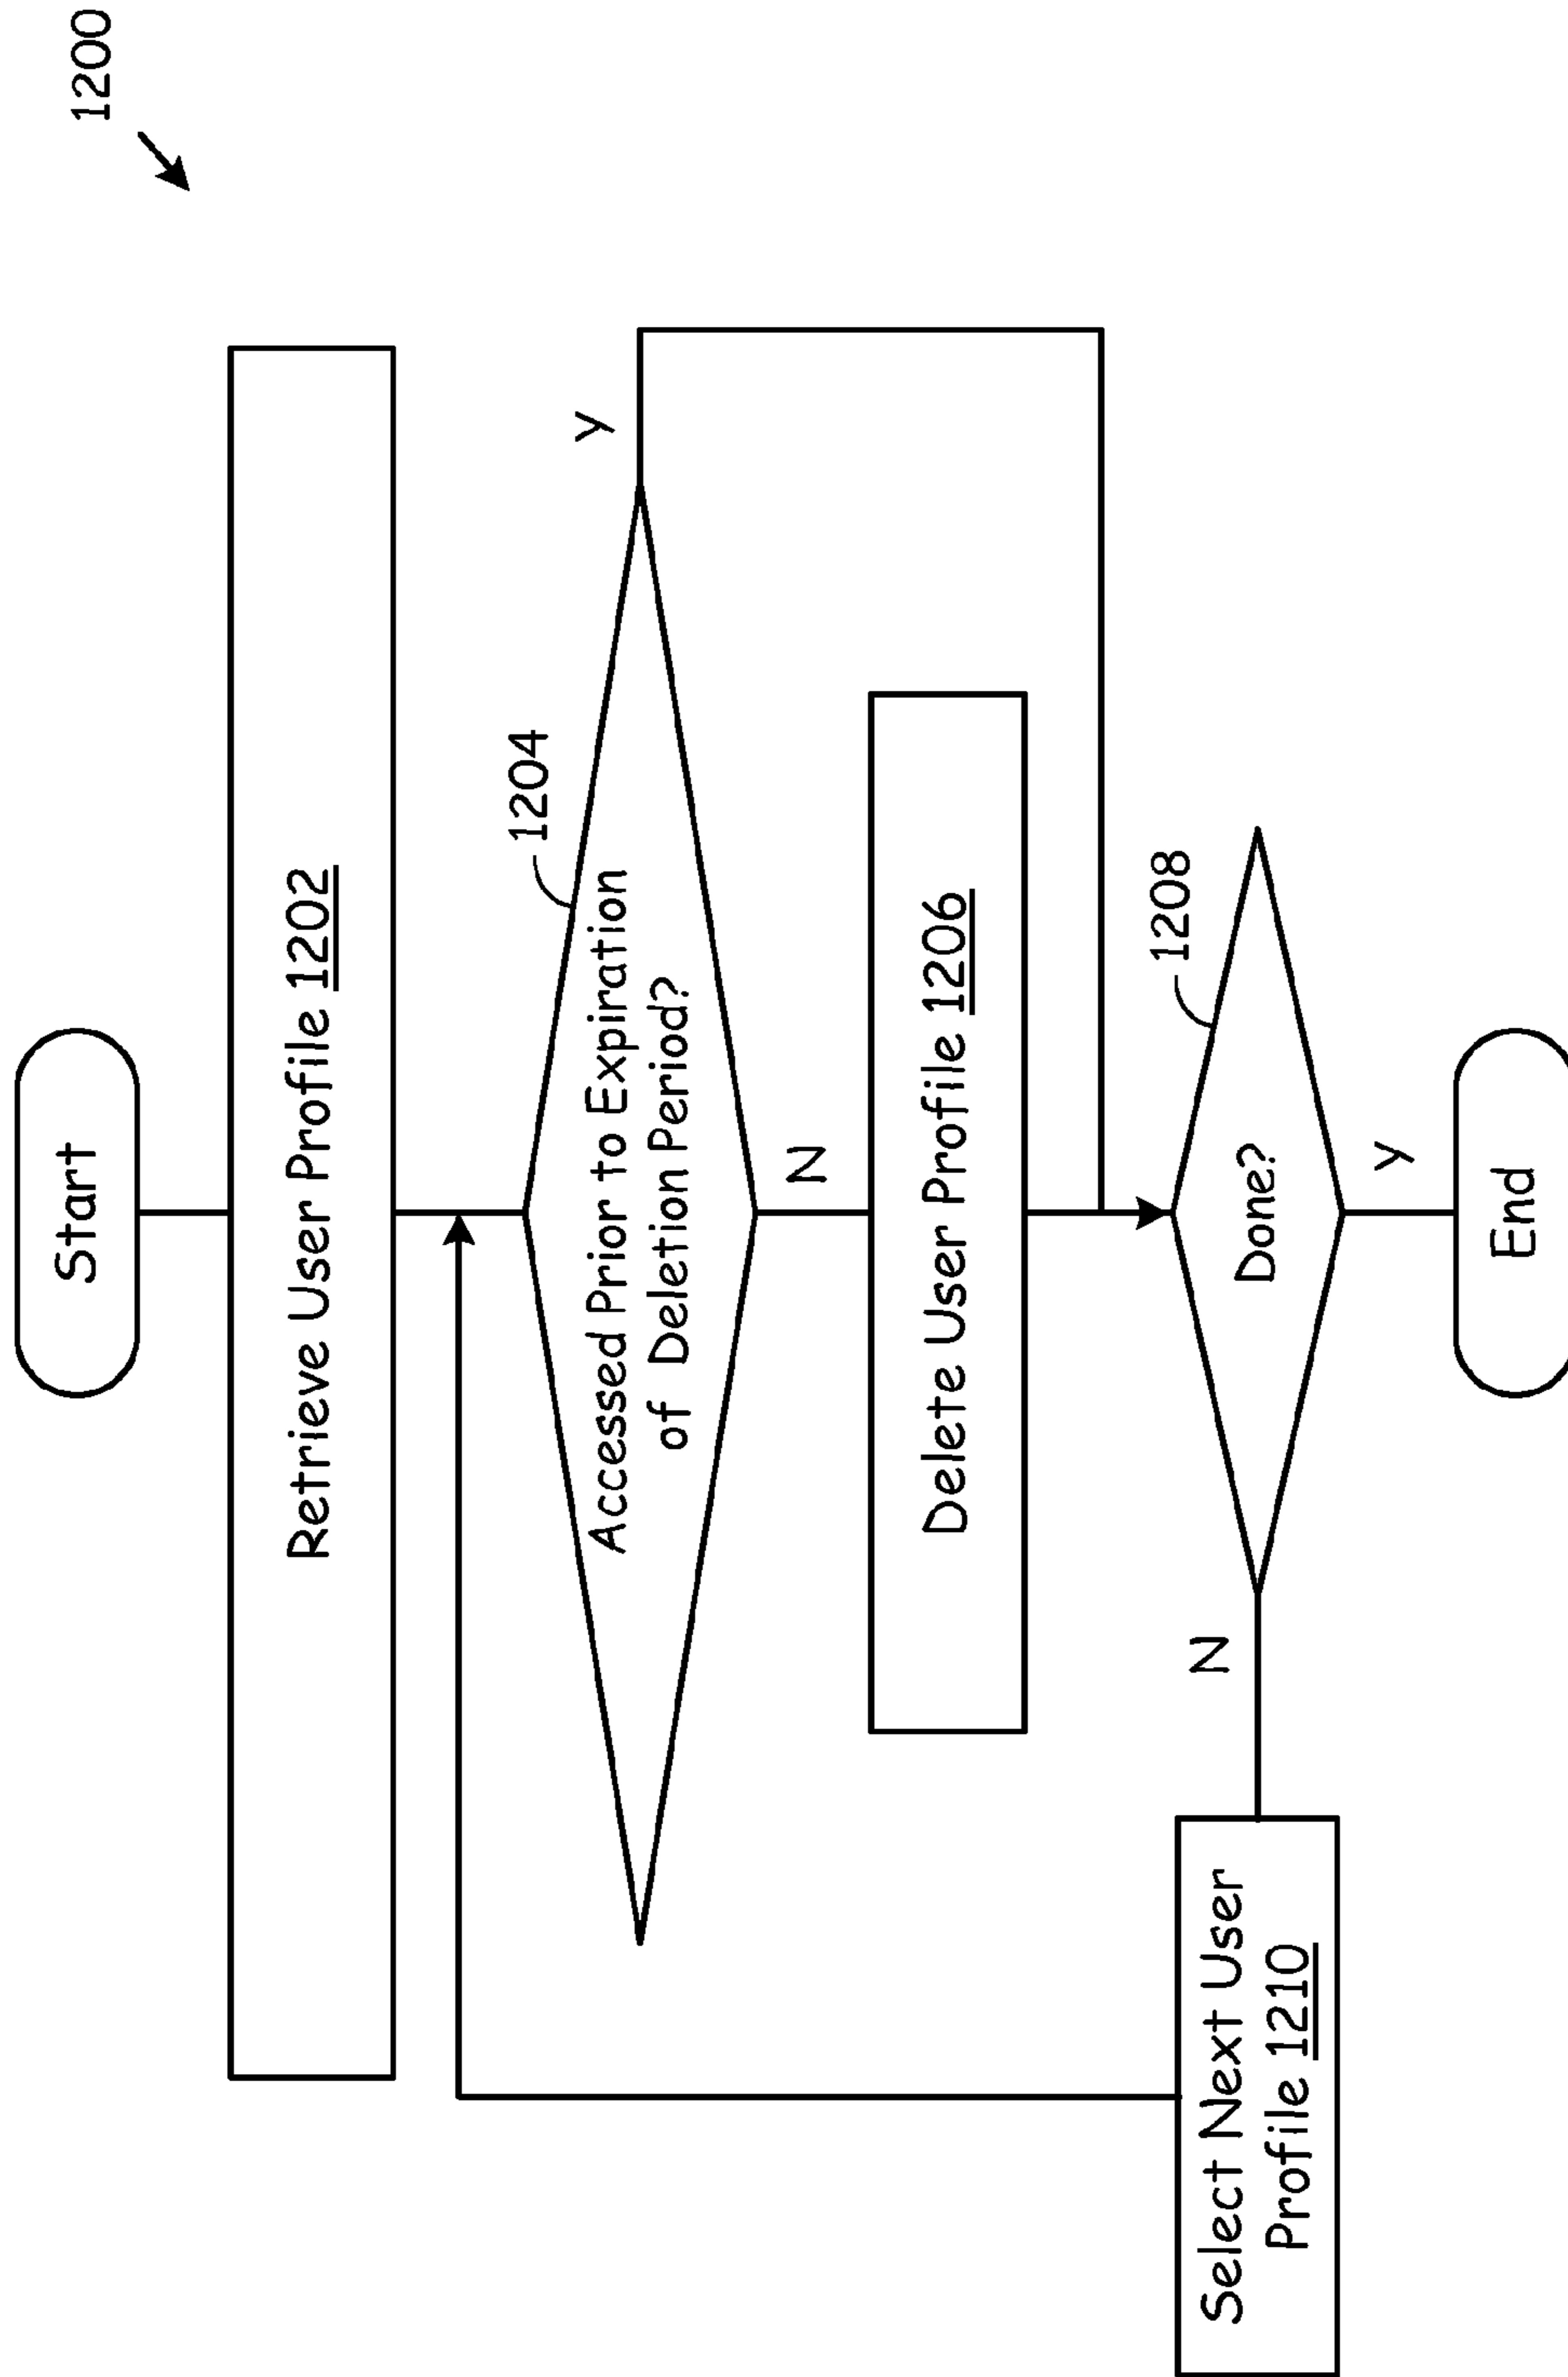 1200
Start
Retrieve User Profile 1202
1204
Accessed Prior to Expiration
of Deletion Period?
Y
N
Delete User Profile 1206
1208
Done?
N
Y
Select Next User
Profile 1210
End